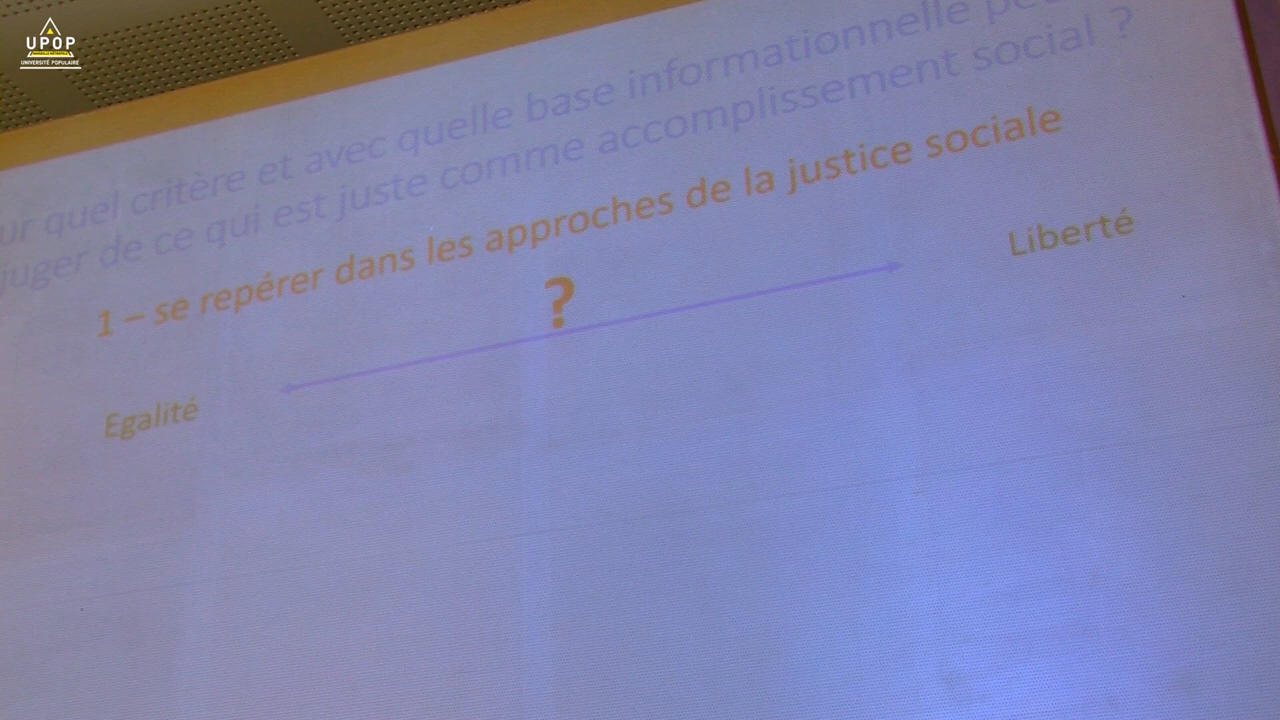 UPOP
UNIVERSITÉ POPULAIRE
ur quel critère et avec quelle base informationnelle
juger de ce qui est juste comme accomplissement social ?
1 – se repérer dans les approches de la justice sociale
?
Liberté
Egalité